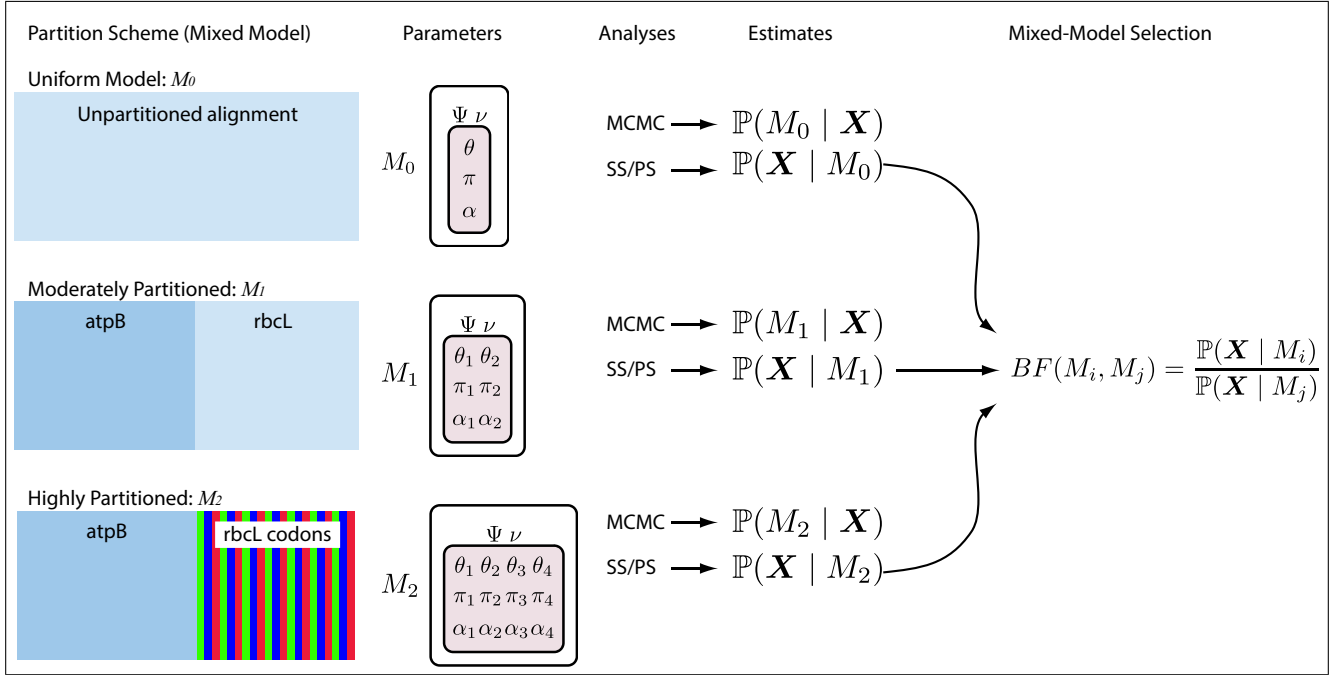 Partition Scheme (Mixed Model) Parameters Analyses Estimates Mixed-Model Selection
Uniform Model: M₀
Unpartitioned alignment
M₀
Ψ ν
θ
π
α
MCMC ℙ(M₀ | X)
SS/PS ℙ(X | M₀)
Moderately Partitioned: M₁
atpB rbcL
M₁
Ψ ν
θ₁ θ₂
π₁ π₂
α₁ α₂
MCMC ℙ(M₁ | X)
SS/PS ℙ(X | M₁)
BF(Mᵢ, Mⱼ) = ℙ(X | Mᵢ) / ℙ(X | Mⱼ)
Highly Partitioned: M₂
atpB rbcL codons
M₂
Ψ ν
θ₁ θ₂ θ₃ θ₄
π₁ π₂ π₃ π₄
α₁ α₂ α₃ α₄
MCMC ℙ(M₂ | X)
SS/PS ℙ(X | M₂)